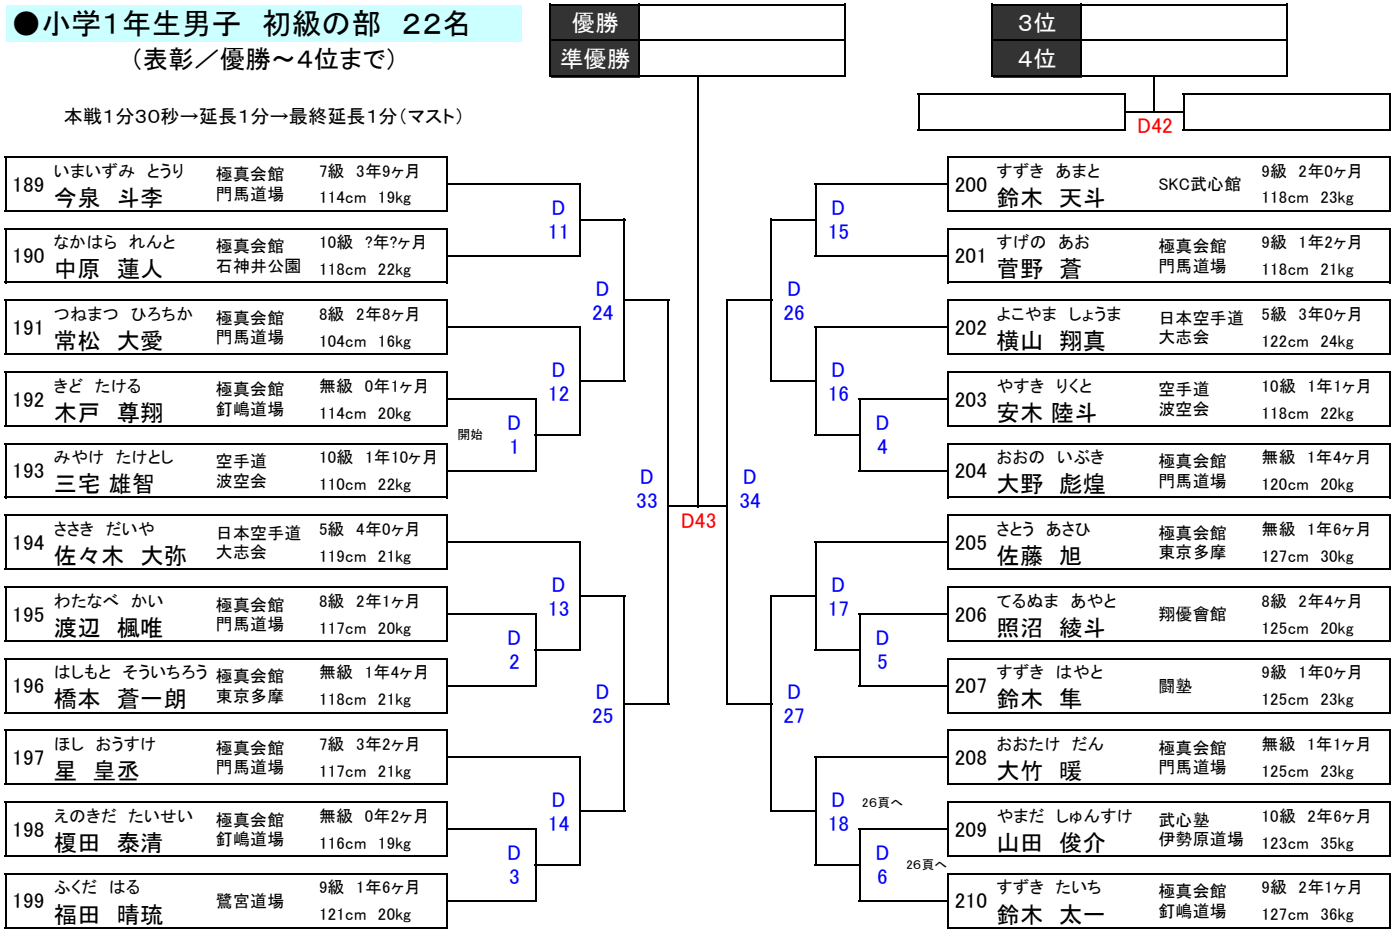 ●小学1年生男子　初級の部　22名
（表彰／優勝～4位まで）
本戦1分30秒→延長1分→最終延長1分（マスト）
優勝
準優勝
3位
4位
D42
189
いまいずみ　とうり
今泉　斗李
極真会館
門馬道場
7級　3年9ヶ月
114cm　19kg
190
なかはら　れんと
中原　蓮人
極真会館
石神井公園
10級　?年?ヶ月
118cm　22kg
191
つねまつ　ひろちか
常松　大愛
極真会館
門馬道場
8級　2年8ヶ月
104cm　16kg
192
きど　たける
木戸　尊翔
極真会館
釘嶋道場
無級　0年1ヶ月
114cm　20kg
193
みやけ　たけとし
三宅 雄智
空手道
波空会
10級　1年10ヶ月
110cm　22kg
194
ささき　だいや
佐々木　大弥
日本空手道
大志会
5級　4年0ヶ月
119cm　21kg
195
わたなべ　かい
渡辺　楓唯
極真会館
門馬道場
8級　2年1ヶ月
117cm　20kg
196
はしもと　そういちろう
橋本　蒼一朗
極真会館
東京多摩
無級　1年4ヶ月
118cm　21kg
197
ほし　おうすけ
星　皇丞
極真会館
門馬道場
7級　3年2ヶ月
117cm　21kg
198
えのきだ　たいせい
榎田　泰清
極真会館
釘嶋道場
無級　0年2ヶ月
116cm　19kg
199
ふくだ　はる
福田　晴琉
鷺宮道場
9級　1年6ヶ月
121cm　20kg
D
11
D
24
D
12
開始
D
1
D
33
D
13
D
2
D
25
D
14
D
3
D43
D
34
D
15
D
26
D
16
D
4
D
17
D
5
D
27
D
18
26頁へ
D
6
26頁へ
200
すずき　あまと
鈴木　天斗
SKC武心館
9級　2年0ヶ月
118cm　23kg
201
すげの　あお
菅野　蒼
極真会館
門馬道場
9級　1年2ヶ月
118cm　21kg
202
よこやま　しょうま
横山　翔真
日本空手道
大志会
5級　3年0ヶ月
122cm　24kg
203
やすき　りくと
安木 陸斗
空手道
波空会
10級　1年1ヶ月
118cm　22kg
204
おおの　いぶき
大野　彪煌
極真会館
門馬道場
無級　1年4ヶ月
120cm　20kg
205
さとう　あさひ
佐藤　旭
極真会館
東京多摩
無級　1年6ヶ月
127cm　30kg
206
てるぬま　あやと
照沼　綾斗
翔優會館
8級　2年4ヶ月
125cm　20kg
207
すずき　はやと
鈴木　隼
闘塾
9級　1年0ヶ月
125cm　23kg
208
おおたけ　だん
大竹　暖
極真会館
門馬道場
無級　1年1ヶ月
125cm　23kg
209
やまだ　しゅんすけ
山田　俊介
武心塾
伊勢原道場
10級　2年6ヶ月
123cm　35kg
210
すずき　たいち
鈴木　太一
極真会館
釘嶋道場
9級　2年1ヶ月
127cm　36kg